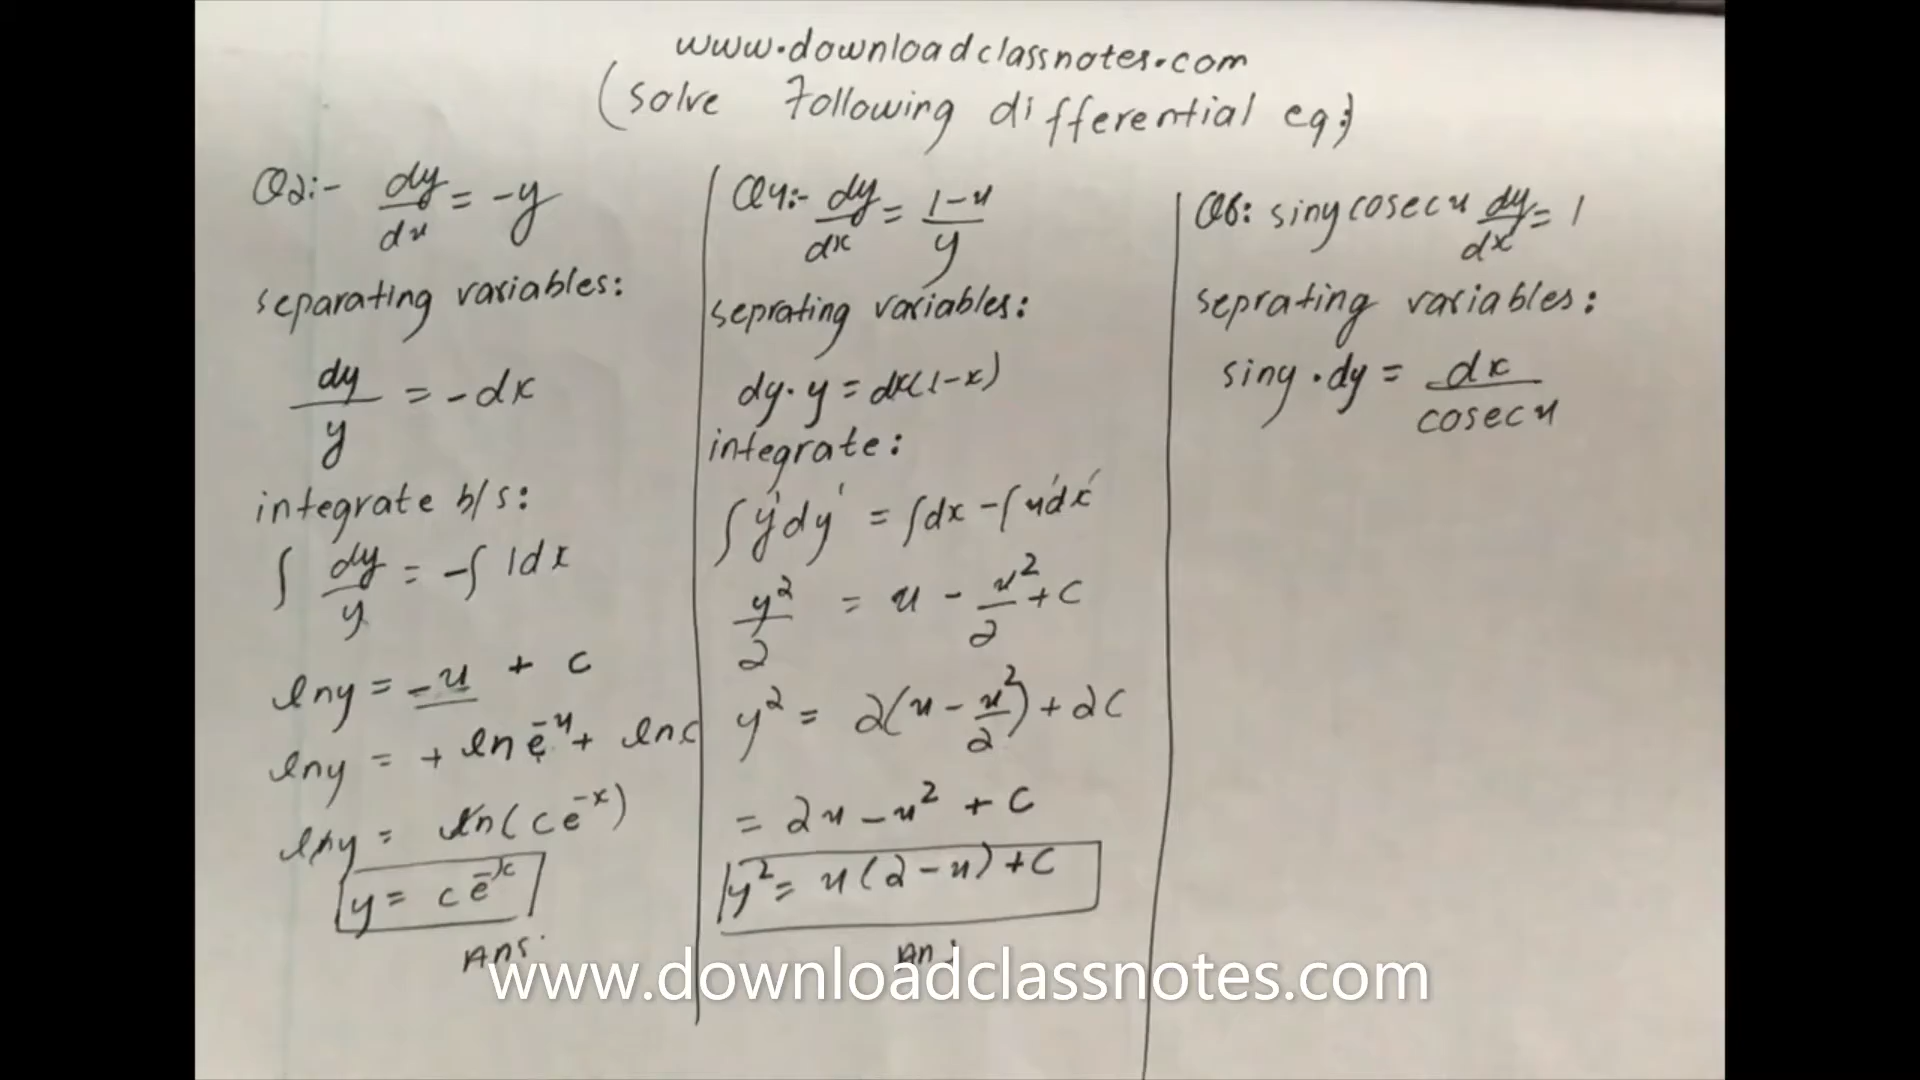 www.downloadclassnotes.com
(solve following differential eq:)
Q2:- dy/dx = -y
separating variables:
dy/y = -dx
integrate b/s:
∫ dy/y = -∫ 1dx
lny = -x + c
lny = + ln e^-x + lnc
lny = ln(ce^-x)
y = ce^-x
Ans:
Q4:- dy/dx = 1-x/y
seprating variables:
dy.y = dx(1-x)
integrate:
∫y'dy' = ∫dx - ∫x'dx'
y²/2 = x - x²/2 + c
y² = 2(x - x²/2) + 2c
= 2x - x² + c
y² = x(2-x) + c
An:
Q6: siny cosecx dy/dx = 1
seprating variables:
siny.dy = dx/cosecx
www.downloadclassnotes.com